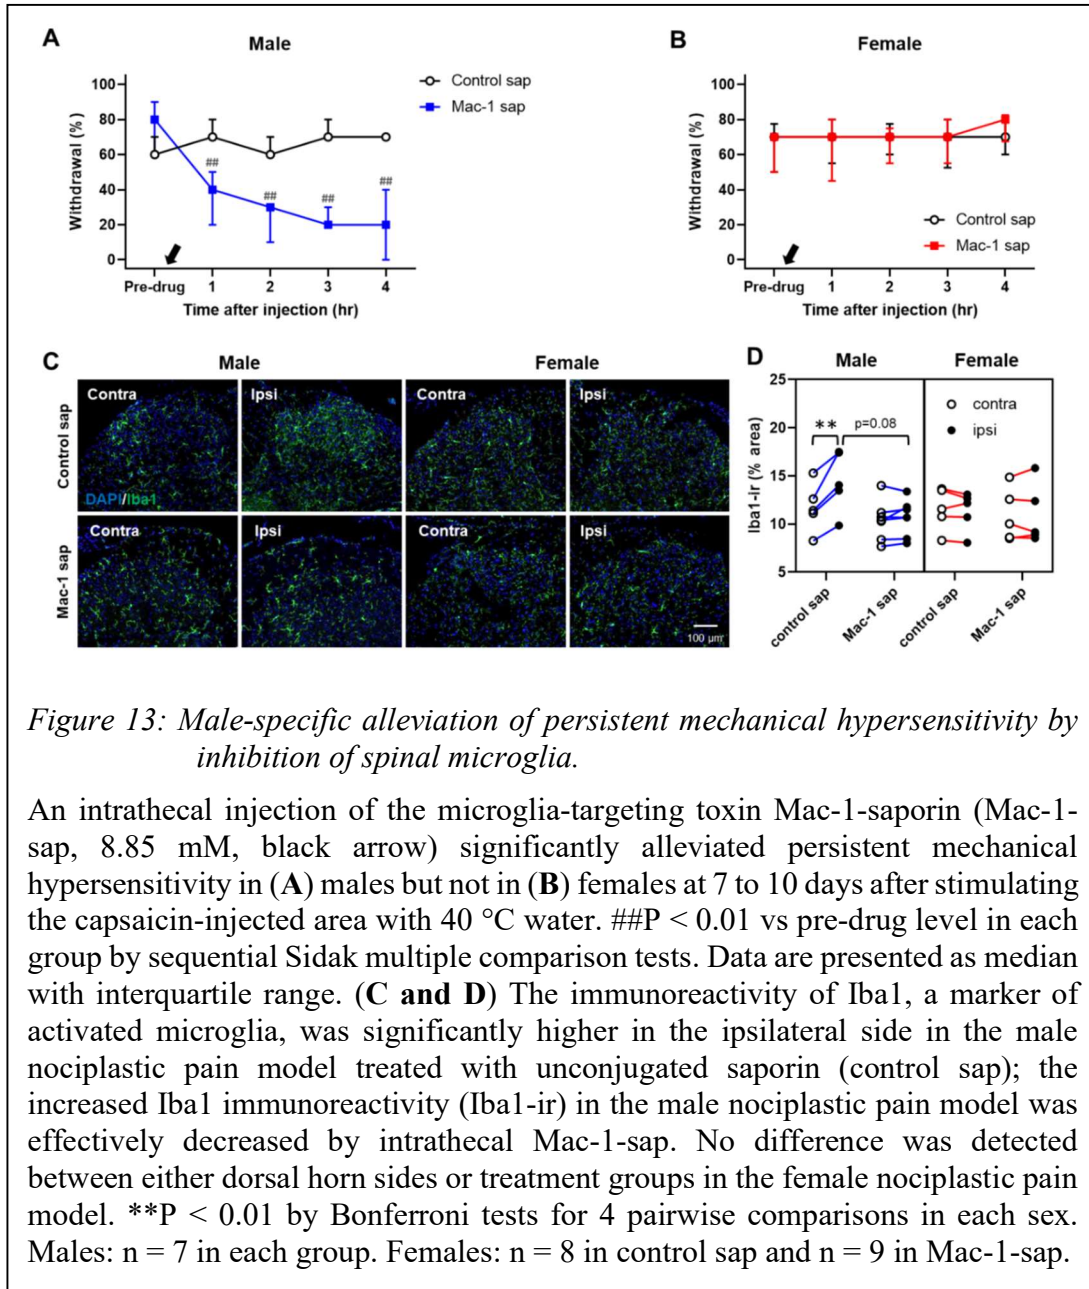 A
Male
Control sap
Mac-1 sap
Withdrawal (%)
100
80
60
40
20
0
##
##
##
##
Pre-drug 1 2 3 4
Time after injection (hr)
B
Female
Withdrawal (%)
100
80
60
40
20
0
Control sap
Mac-1 sap
Pre-drug 1 2 3 4
Time after injection (hr)
C
Male
Female
Control sap
Mac-1 sap
Contra
Ipsi
Contra
Ipsi
DAPI/Iba1
Contra
Ipsi
Contra
Ipsi
100 µm
D
Male
Female
Iba1-ir (% area)
25
20
15
10
5
**
p=0.08
contra
ipsi
control sap
Mac-1 sap
control sap
Mac-1 sap
Figure 13: Male-specific alleviation of persistent mechanical hypersensitivity by
inhibition of spinal microglia.
An intrathecal injection of the microglia-targeting toxin Mac-1-saporin (Mac-1-
sap, 8.85 mM, black arrow) significantly alleviated persistent mechanical
hypersensitivity in (A) males but not in (B) females at 7 to 10 days after stimulating
the capsaicin-injected area with 40 °C water. ##P < 0.01 vs pre-drug level in each
group by sequential Sidak multiple comparison tests. Data are presented as median
with interquartile range. (C and D) The immunoreactivity of Iba1, a marker of
activated microglia, was significantly higher in the ipsilateral side in the male
nociplastic pain model treated with unconjugated saporin (control sap); the
increased Iba1 immunoreactivity (Iba1-ir) in the male nociplastic pain model was
effectively decreased by intrathecal Mac-1-sap. No difference was detected
between either dorsal horn sides or treatment groups in the female nociplastic pain
model. **P < 0.01 by Bonferroni tests for 4 pairwise comparisons in each sex.
Males: n = 7 in each group. Females: n = 8 in control sap and n = 9 in Mac-1-sap.